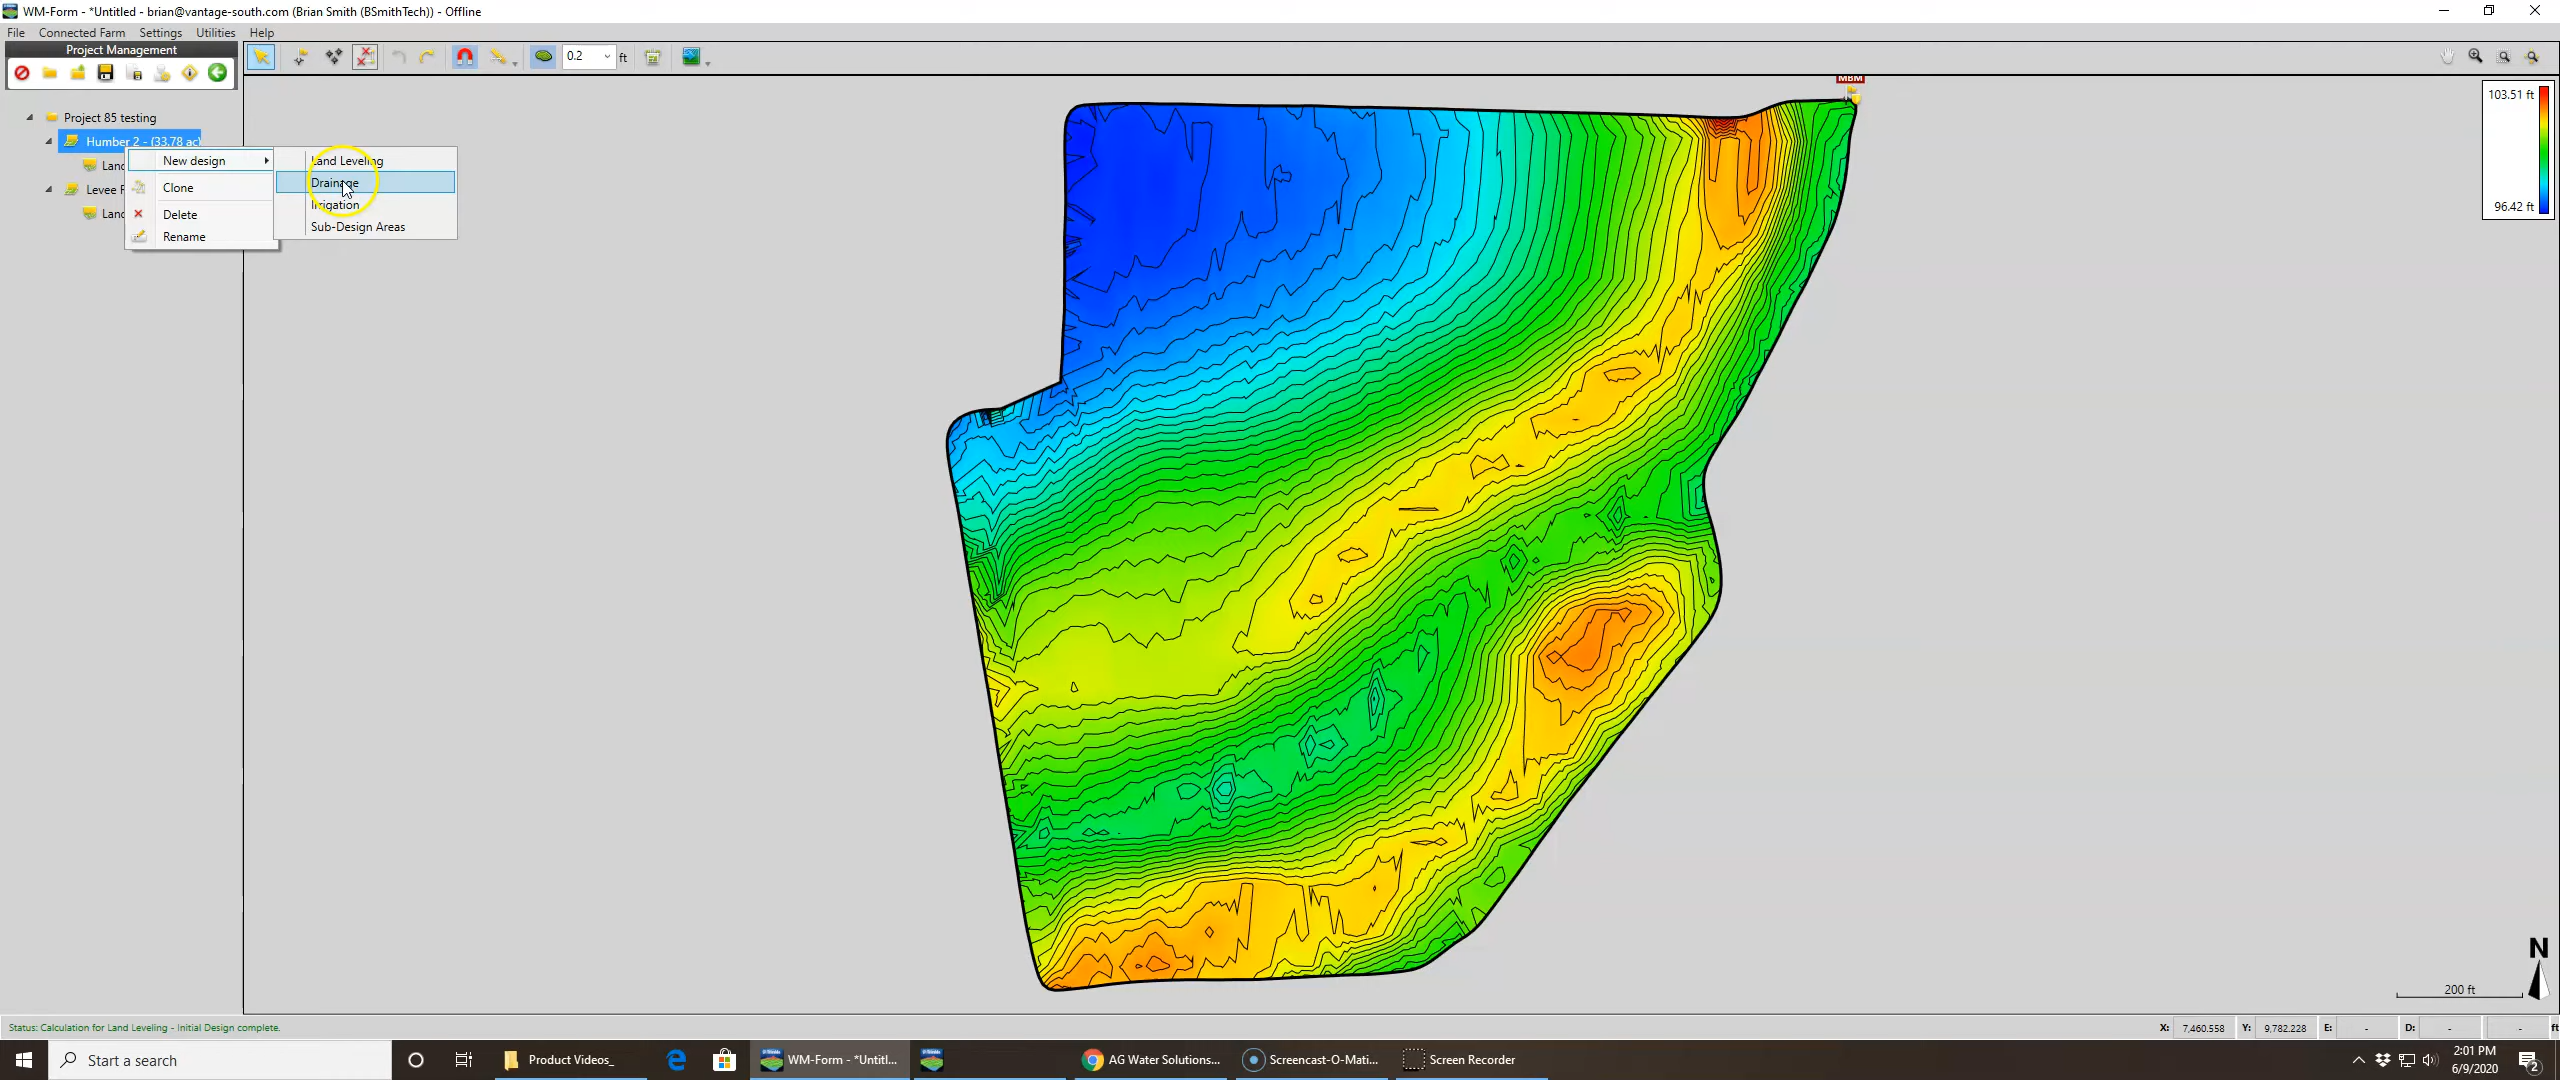 WM-Form - *Untitled - brian@vantage-south.com (Brian Smith (BSmithTech)) - Offline
File Connected Farm Settings Utilities Help
Project Management
0.2 ft
MBM
103.51 ft
96.42 ft
Project 85 testing
Humber 2 - (33.78 ac)
Land
Levee F
Land
New design
Clone
Delete
Rename
Land Leveling
Drainage
Irrigation
Sub-Design Areas
N
200 ft
Status: Calculation for Land Leveling - Initial Design complete.
X: 7,460.558 Y: 9,782.228 E: - D: - - ft
Start a search
Product Videos_
WM-Form - *Untitl...
AG Water Solutions...
Screencast-O-Mati...
Screen Recorder
2:01 PM
6/9/2020
2